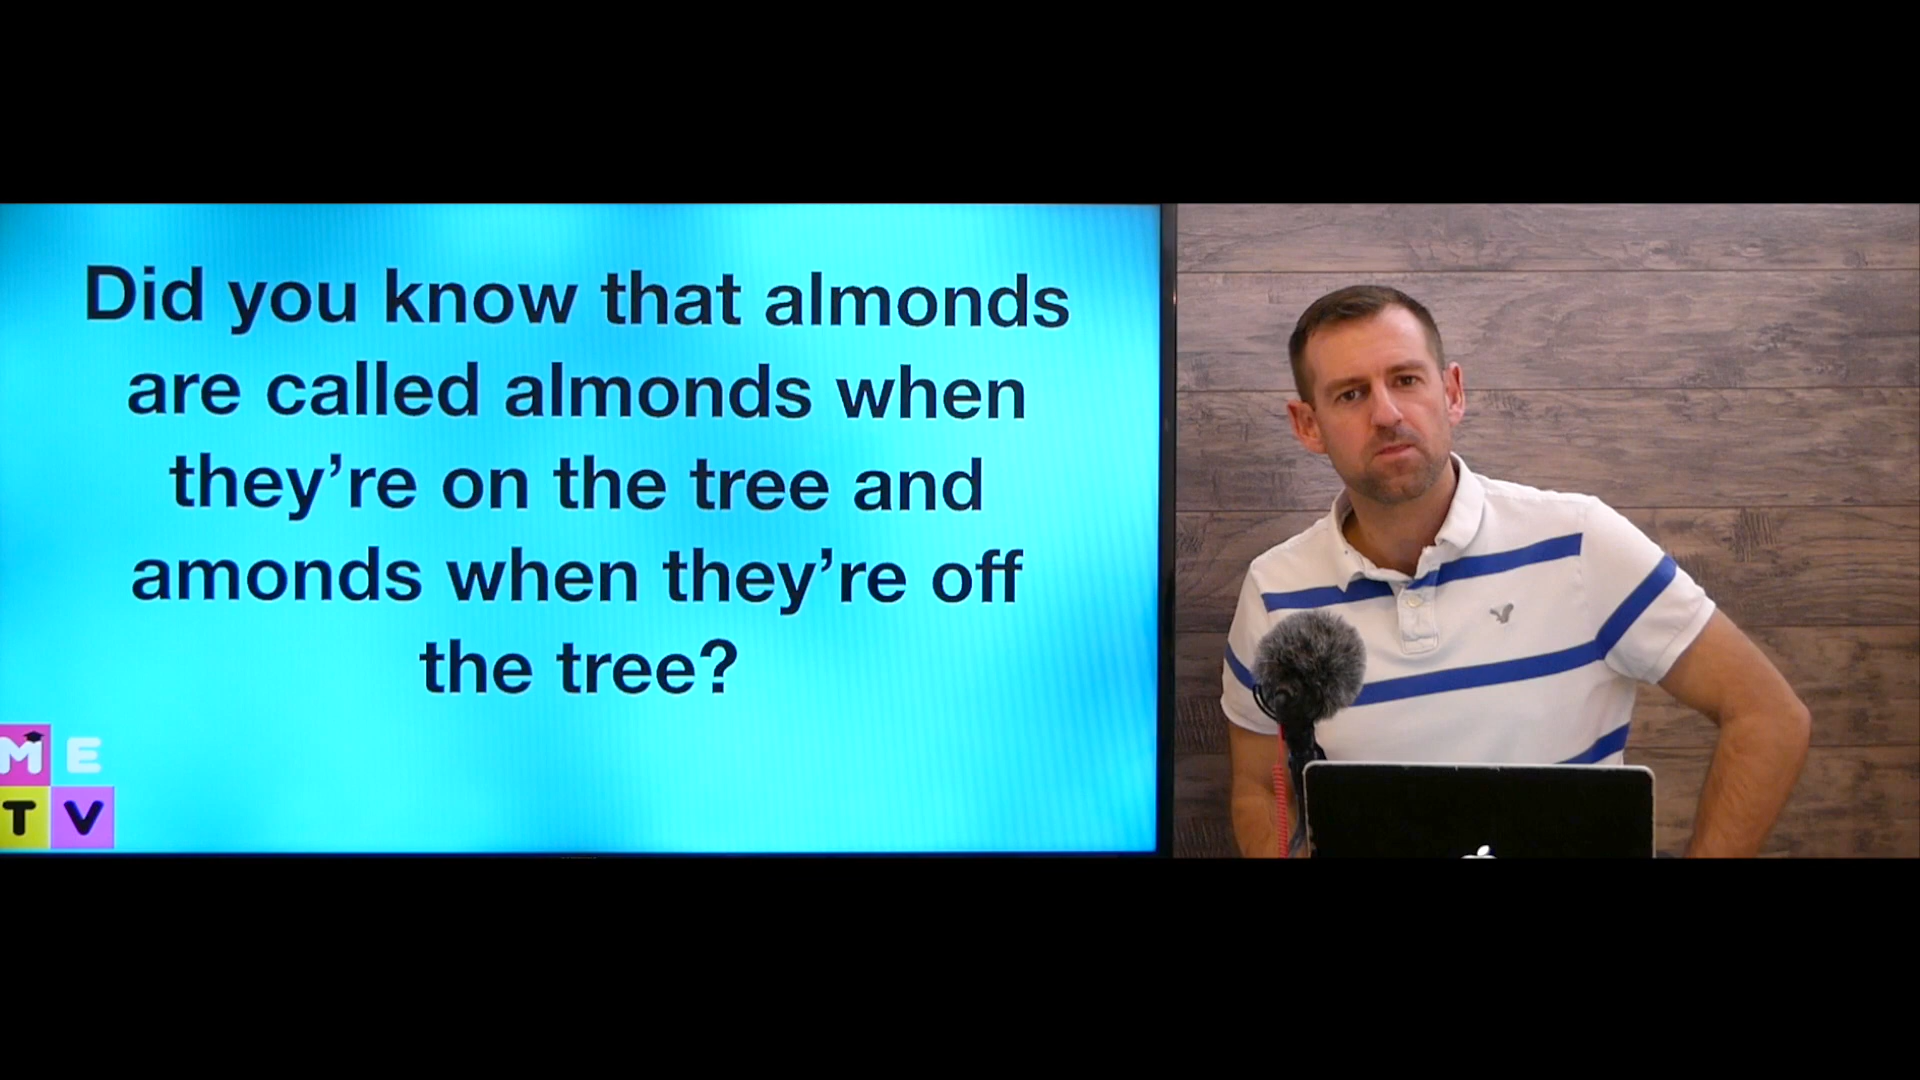 Did you know that almonds
are called almonds when
they’re on the tree and
amonds when they’re off
the tree?
M E
T V